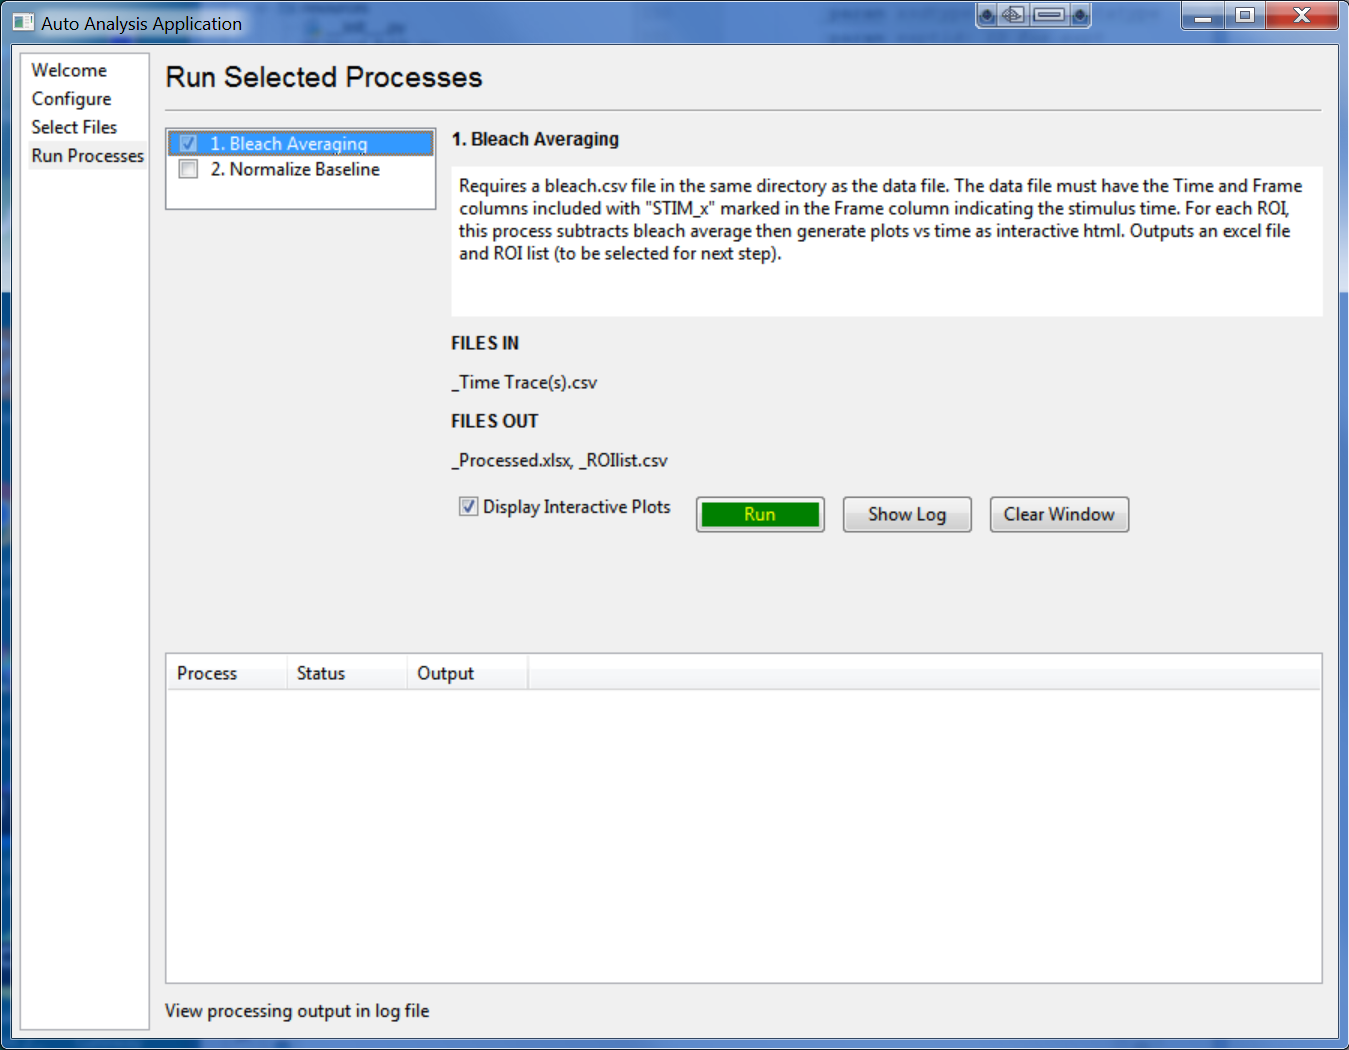 Auto Analysis Application
Welcome
Configure
Select Files
Run Processes
Run Selected Processes
1. Bleach Averaging
2. Normalize Baseline
1. Bleach Averaging
Requires a bleach.csv file in the same directory as the data file. The data file must have the Time and Frame
columns included with "STIM_x" marked in the Frame column indicating the stimulus time. For each ROI,
this process subtracts bleach average then generate plots vs time as interactive html. Outputs an excel file
and ROI list (to be selected for next step).
FILES IN
_Time Trace(s).csv
FILES OUT
_Processed.xlsx, _ROIlist.csv
Display Interactive Plots
Run
Show Log
Clear Window
Process Status Output
View processing output in log file